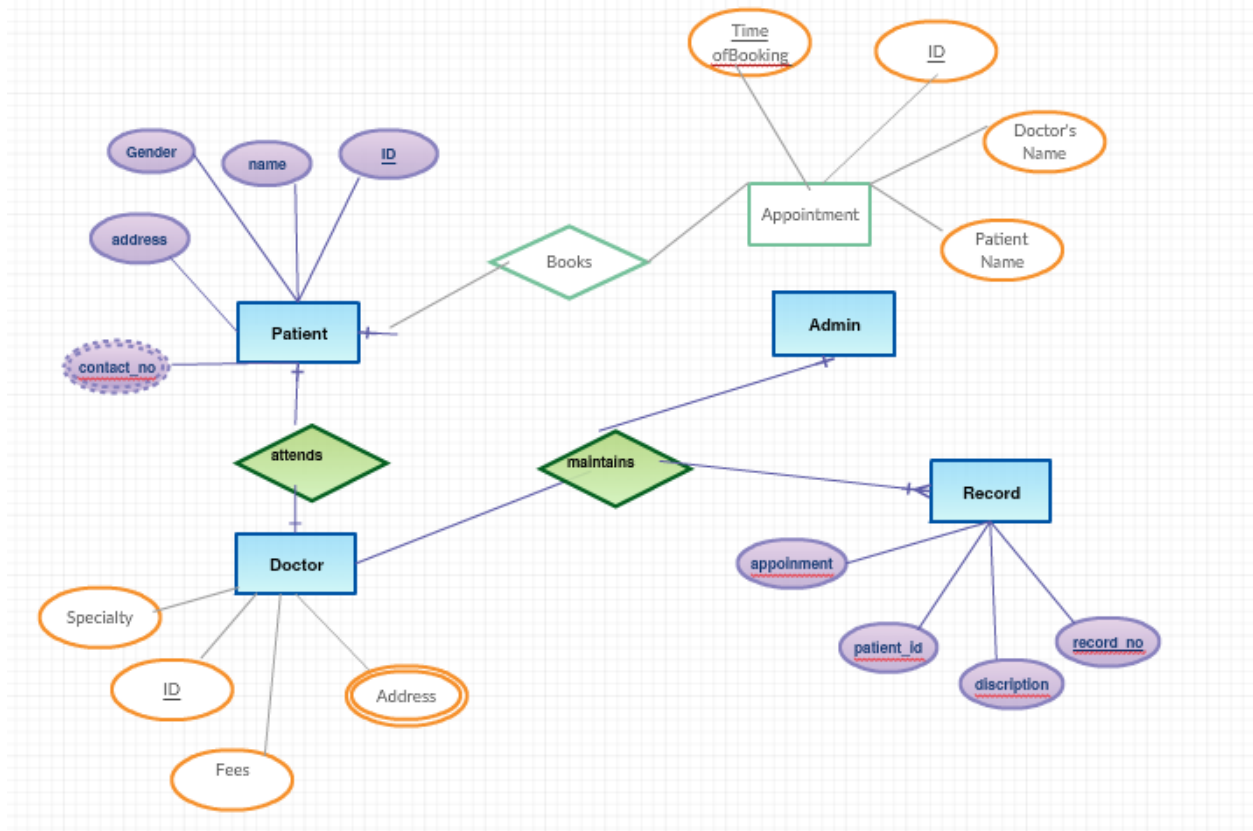 Time
ofBooking
ID
Doctor's
Name
Gender
name
ID
Appointment
address
Patient
Name
Books
Patient
Admin
contact_no
attends
maintains
Record
Doctor
appoinment
Specialty
patient_id
record_no
ID
Address
discription
Fees